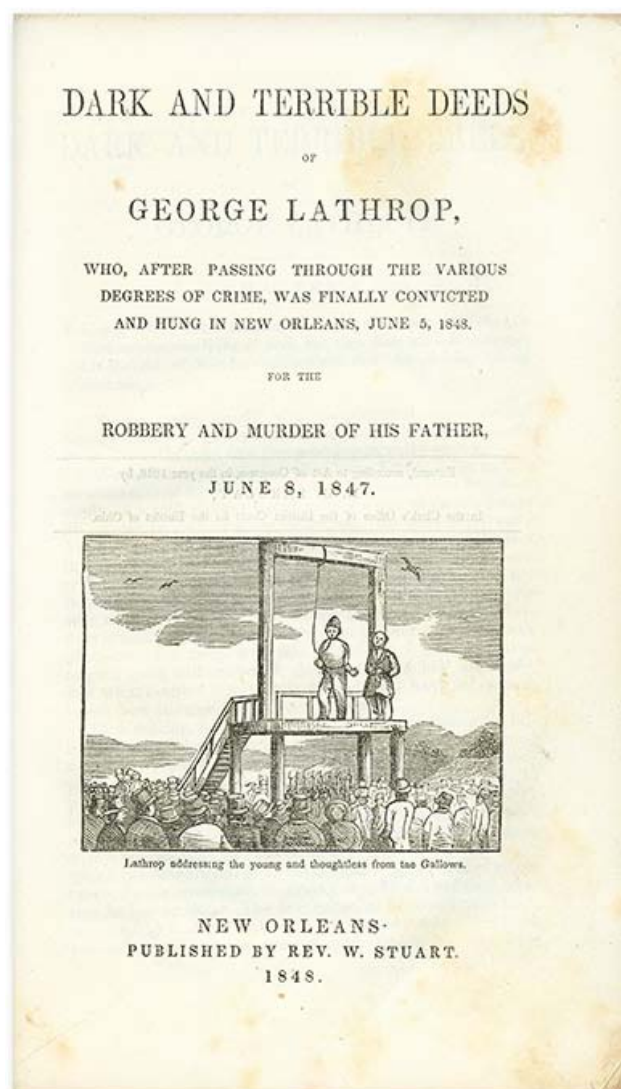 DARK AND TERRIBLE DEEDS
OF
GEORGE LATHROP,
WHO, AFTER PASSING THROUGH THE VARIOUS
DEGREES OF CRIME, WAS FINALLY CONVICTED
AND HUNG IN NEW ORLEANS, JUNE 5, 1848.
FOR THE
ROBBERY AND MURDER OF HIS FATHER,
JUNE 8, 1847.
Lathrop addressing the young and thoughtless from tae Gallows.
NEW ORLEANS·
PUBLISHED BY REV. W. STUART.
1848.